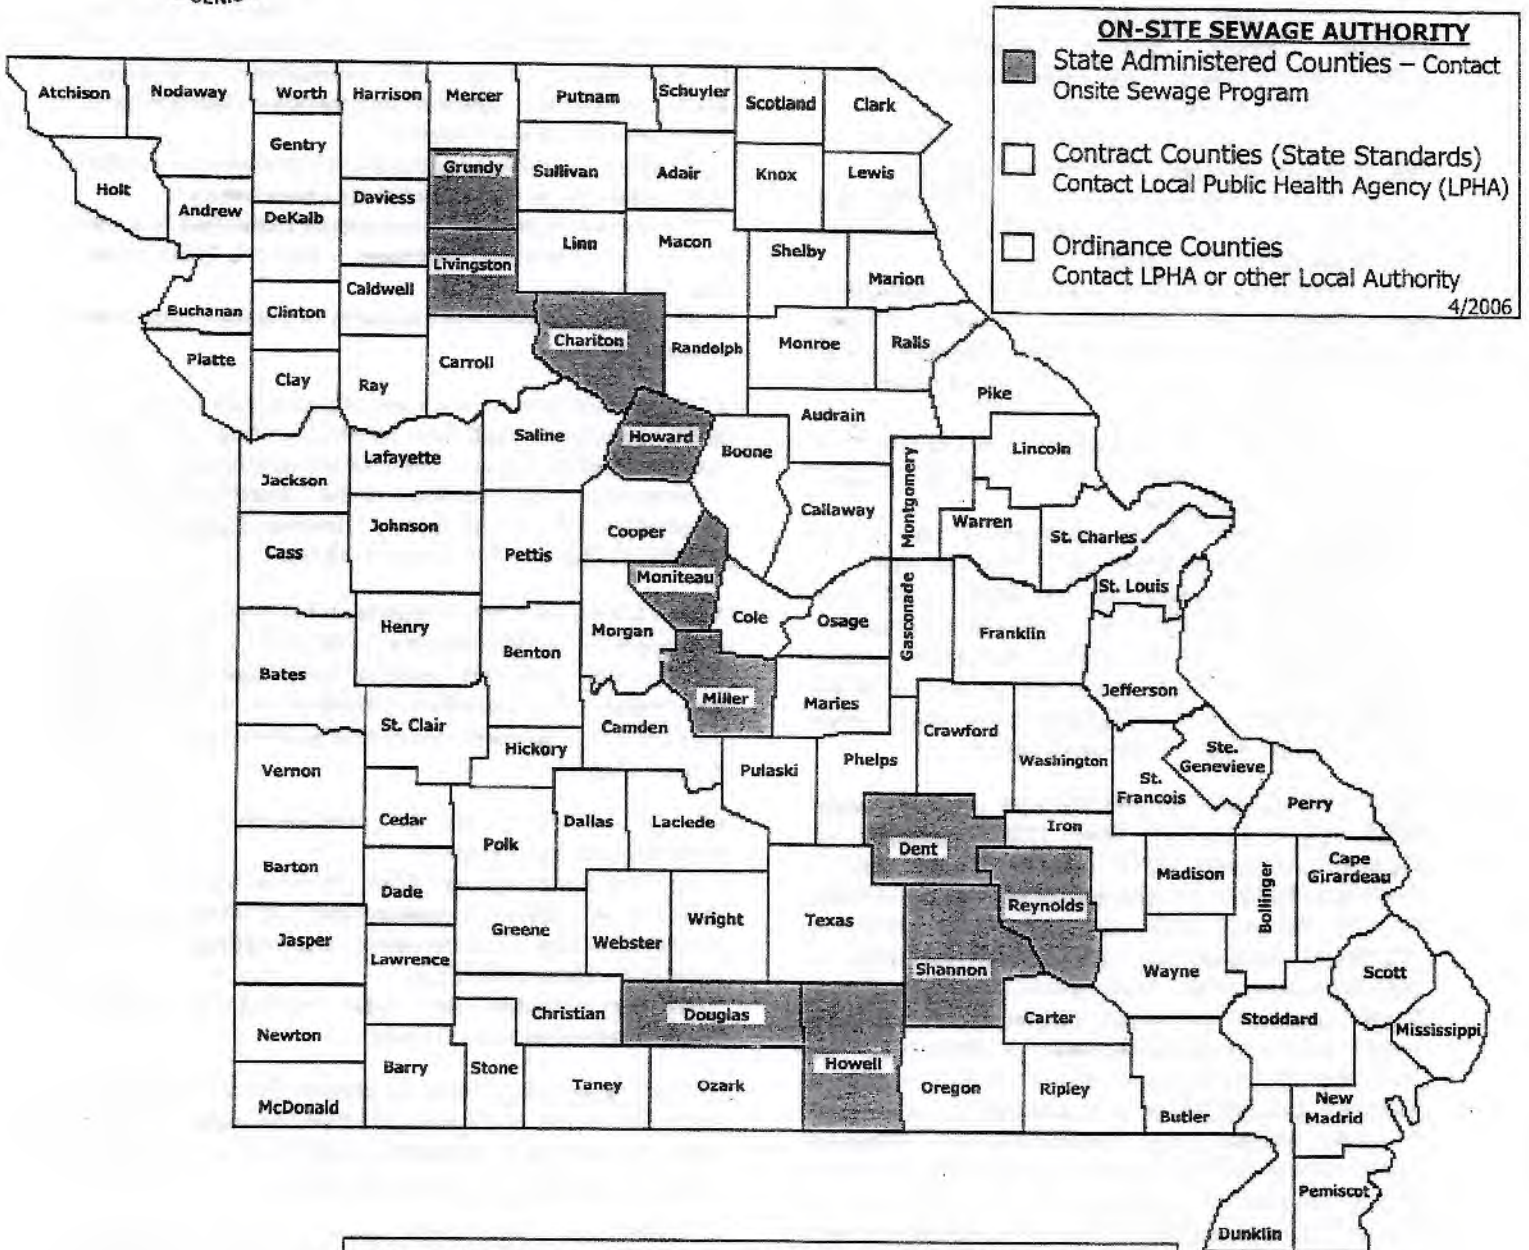 ON-SITE SEWAGE AUTHORITY
State Administered Counties – Contact
Onsite Sewage Program
Contract Counties (State Standards)
Contact Local Public Health Agency (LPHA)
Ordinance Counties
Contact LPHA or other Local Authority
4/2006
Atchison
Nodaway
Worth
Harrison
Mercer
Putnam
Schuyler
Scotland
Clark
Gentry
Holt
Andrew
DeKalb
Daviess
Grundy
Sullivan
Adair
Knox
Lewis
Linn
Macon
Shelby
Marion
Livingston
Caldwell
Buchanan
Clinton
Chariton
Randolph
Monroe
Ralls
Platte
Clay
Ray
Carroll
Pike
Audrain
Saline
Howard
Boone
Lincoln
Lafayette
Jackson
Montgomery
Callaway
Warren
St. Charles
Johnson
Cooper
Cass
Pettis
Moniteau
Cole
Osage
Gasconade
St. Louis
Franklin
Henry
Morgan
Benton
Bates
Miller
Maries
Jefferson
St. Clair
Camden
Hickory
Crawford
Washington
Ste.
Genevieve
Vernon
Pulaski
Phelps
St.
Francois
Perry
Cedar
Polk
Dallas
Laclede
Iron
Dent
Barton
Dade
Madison
Bollinger
Cape
Girardeau
Reynolds
Jasper
Greene
Webster
Wright
Texas
Lawrence
Shannon
Wayne
Scott
Christian
Douglas
Carter
Stoddard
Mississippi
Newton
Barry
Stone
Taney
Ozark
Howell
Oregon
Ripley
Butler
New
Madrid
McDonald
Pemiscot
Dunklin